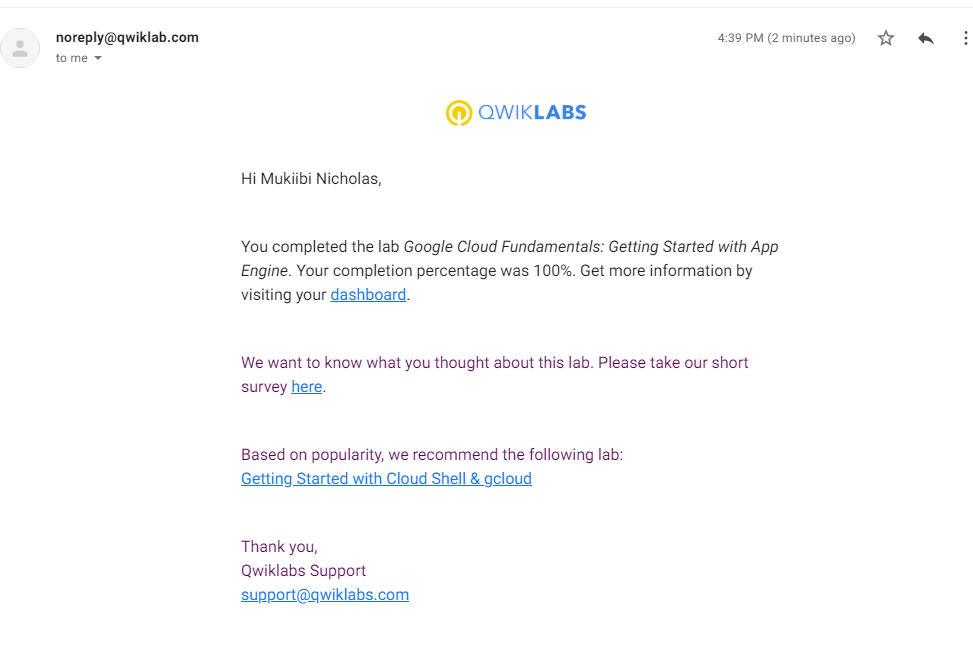 noreply@qwiklab.com
4:39 PM (2 minutes ago)
to me
QWIKLABS
Hi Mukiibi Nicholas,
You completed the lab Google Cloud Fundamentals: Getting Started with App
Engine. Your completion percentage was 100%. Get more information by
visiting your dashboard.
We want to know what you thought about this lab. Please take our short
survey here.
Based on popularity, we recommend the following lab:
Getting Started with Cloud Shell & gcloud
Thank you,
Qwiklabs Support
support@qwiklabs.com